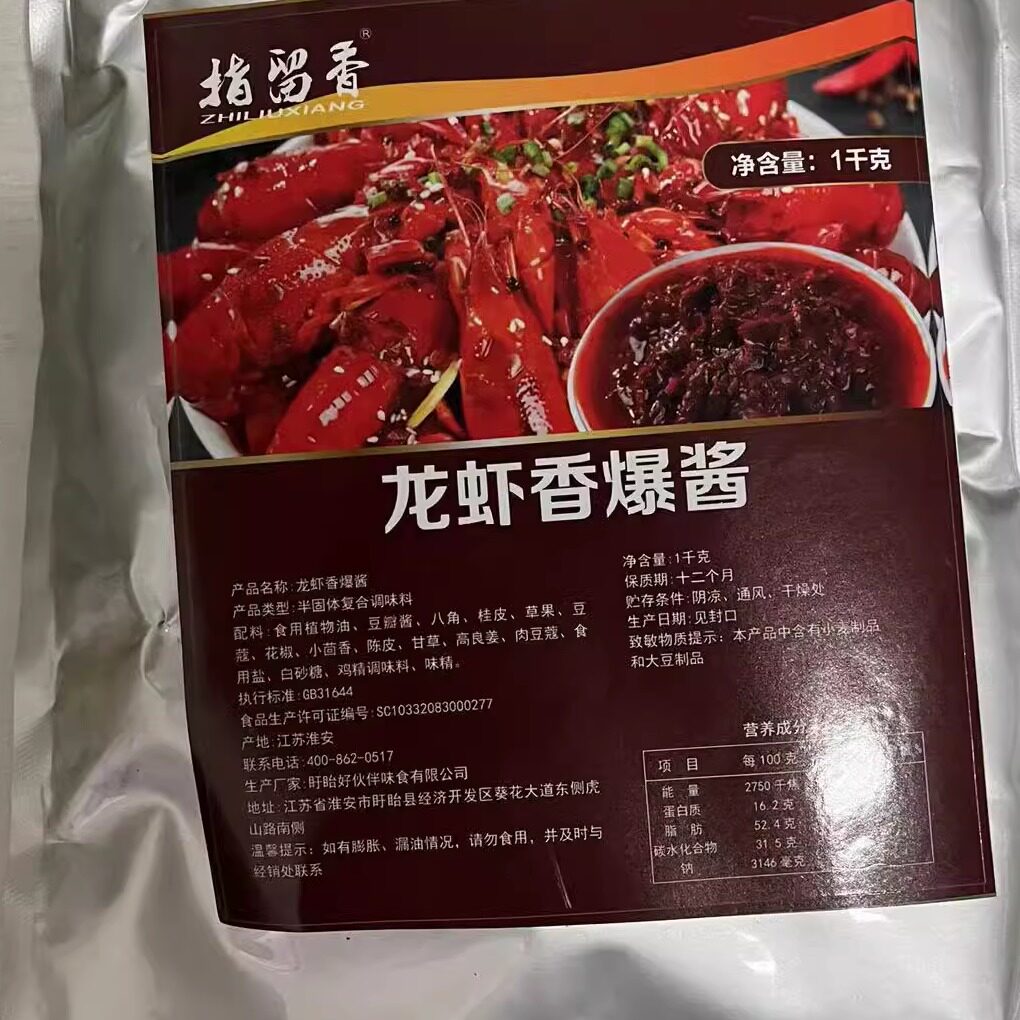 指留香®
ZHILIUXIANG
净含量：1千克
龙虾香爆酱
产品名称:龙虾香爆酱
产品类型:半固体复合调味料
配料:食用植物油、豆瓣酱、八角、桂皮、草果、豆
蔻、花椒、小茴香、陈皮、甘草、高良姜、肉豆蔻、食
用盐、白砂糖、鸡精调味料、味精。
执行标准:GB31644
食品生产许可证编号:SC10332083000277
产地:江苏淮安
联系电话:400-862-0517
生产厂家:盱眙好伙伴味食有限公司
地址:江苏省淮安市盱眙县经济开发区葵花大道东侧虎
山路南侧
温馨提示:如有膨胀、漏油情况,请勿食用,并及时与
经销处联系
净含量:1千克
保质期:十二个月
贮存条件:阴凉、通风、干燥处
生产日期:见封口
致敏物质提示:本产品中含有小麦制品
和大豆制品
营养成分
项 目 每100克
能 量 2750千焦
蛋白质 16.2克
脂 肪 52.4克
碳水化合物 31.5克
钠 3146毫克